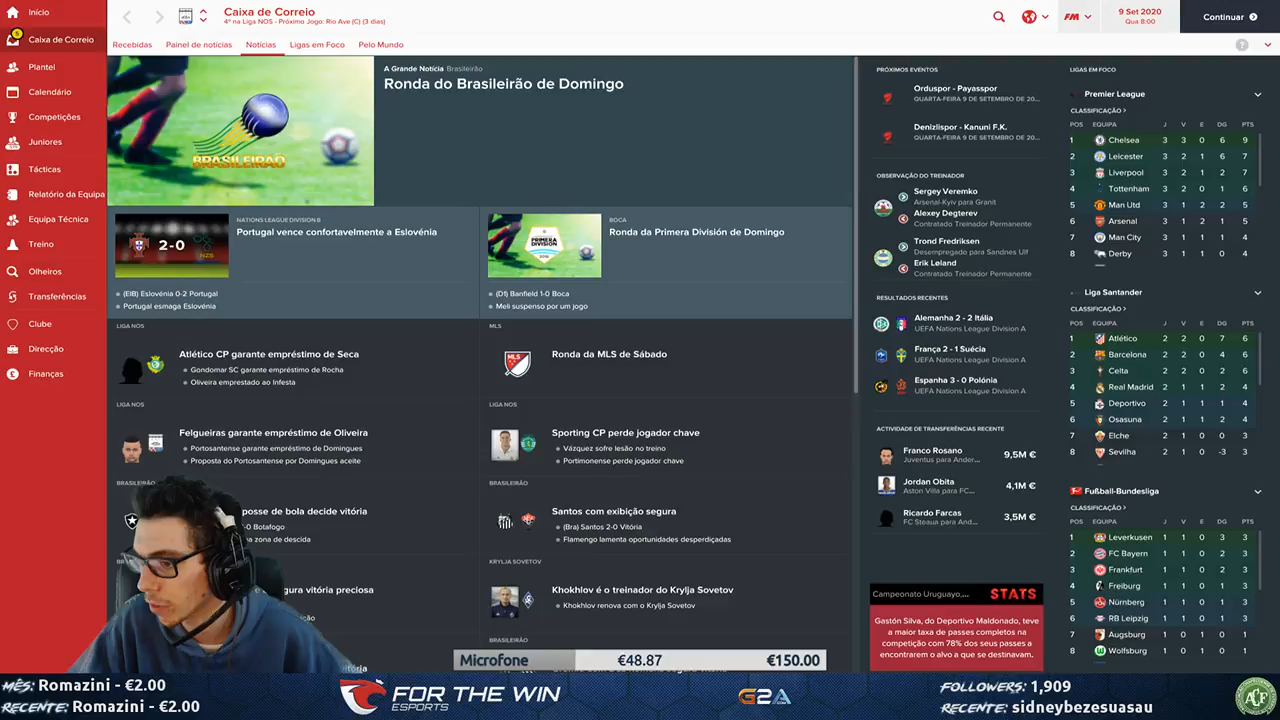 Início
5
Caixa de Correio
Plantel
Calendário
Competições
Juniores
Tácticas
Relatório da Equipa
Equipa Técnica
Treino
Olheiros
Transferências
Clube
Direcção
Finanças
Caixa de Correio
4º na Liga NOS - Próximo Jogo: Rio Ave (C) (3 dias)
FM
9 Set 2020
Qua 8:00
Continuar
Recebidas
Painel de notícias
Notícias
Ligas em Foco
Pelo Mundo
?
BRASILEIRÃO
A Grande Notícia Brasileirão
Ronda do Brasileirão de Domingo
2-0
NZS
NATIONS LEAGUE DIVISION B
Portugal vence confortavelmente a Eslovénia
(EIB) Eslovénia 0-2 Portugal
Portugal esmaga Eslovénia
PRIMERA
DIVISIÓN
BOCA
Ronda da Primera División de Domingo
(D1) Banfield 1-0 Boca
Meli suspenso por um jogo
LIGA NOS
Atlético CP garante empréstimo de Seca
Gondomar SC garante empréstimo de Rocha
Oliveira emprestado ao Infesta
MLS
MLS
Ronda da MLS de Sábado
LIGA NOS
Felgueiras garante empréstimo de Oliveira
Portosantense garante empréstimo de Domingues
Proposta do Portosantense por Domingues aceite
LIGA NOS
Sporting CP perde jogador chave
Vázquez sofre lesão no treino
Portimonense perde jogador chave
BRASILEIRÃO
posse de bola decide vitória
-0 Botafogo
a zona de descida
BRASILEIRÃO
Santos com exibição segura
(Bra) Santos 2-0 Vitória
Flamengo lamenta oportunidades desperdiçadas
gura vitória preciosa
KRYLJA SOVETOV
Khokhlov é o treinador do Krylja Sovetov
Khokhlov renova com o Krylja Sovetov
BRASILEIRÃO
PRÓXIMOS EVENTOS
Orduspor - Payasspor
QUARTA-FEIRA 9 DE SETEMBRO DE 20...
Denizlispor - Kanuni F.K.
QUARTA-FEIRA 9 DE SETEMBRO DE 20...
OBSERVAÇÃO DO TREINADOR
Sergey Veremko
Arsenal-Kyiv para Granit
Alexey Degterev
Contratado Treinador Permanente
Trond Fredriksen
Desempregado para Sandnes Ulf
Erik Leland
Contratado Treinador Permanente
RESULTADOS RECENTES
Alemanha 2 - 2 Itália
UEFA Nations League Division A
França 2 - 1 Suécia
UEFA Nations League Division A
Espanha 3 - 0 Polónia
UEFA Nations League Division A
ACTIVIDADE DE TRANSFERÊNCIAS RECENTE
Franco Rosano
Juventus para Ander...
9,5M €
Jordan Obita
Aston Villa para FC...
4,1M €
Ricardo Farcas
FC Steaua para And...
3,5M €
Campeonato Uruguayo,...
STATS
Gastón Silva, do Deportivo Maldonado, teve
a maior taxa de passes completos na
competição com 78% dos seus passes a
encontrarem o alvo a que se destinavam.
LIGAS EM FOCO
Premier League
CLASSIFICAÇÃO >
POS EQUIPA J V E DG PTS
1 Chelsea 3 3 0 6 9
2 Leicester 3 2 1 6 7
3 Liverpool 3 2 1 2 7
4 Tottenham 3 2 0 1 6
5 Man Utd 3 1 2 3 5
6 Arsenal 3 1 2 1 5
7 Man City 3 1 1 1 4
8 Derby 3 1 1 0 4
Liga Santander
CLASSIFICAÇÃO >
POS EQUIPA J V E DG PTS
1 Atlético 2 2 0 7 6
2 Barcelona 2 2 0 4 6
3 Celta 2 2 0 2 6
4 Real Madrid 2 1 1 2 4
5 Deportivo 2 1 1 1 4
6 Osasuna 2 1 1 1 4
7 Elche 2 1 0 0 3
8 Sevilha 2 1 0 -3 3
Fußball-Bundesliga
CLASSIFICAÇÃO >
POS EQUIPA J V E DG PTS
1 Leverkusen 1 1 0 3 3
2 FC Bayern 1 1 0 2 3
3 Frankfurt 1 1 0 2 3
4 Freiburg 1 1 0 1 3
5 Nürnberg 1 1 0 1 3
6 RB Leipzig 1 1 0 1 3
7 Augsburg 1 0 1 0 1
8 Wolfsburg 1 0 1 0 1
Microfone €48.87 €150.00
MÊS: Romazini - €2.00
RECENTE: Romazini - €2.00
FOR THE WIN
ESPORTS
G2A
FOLLOWERS: 1,909
RECENTE: sidneybezesuasau
ACF